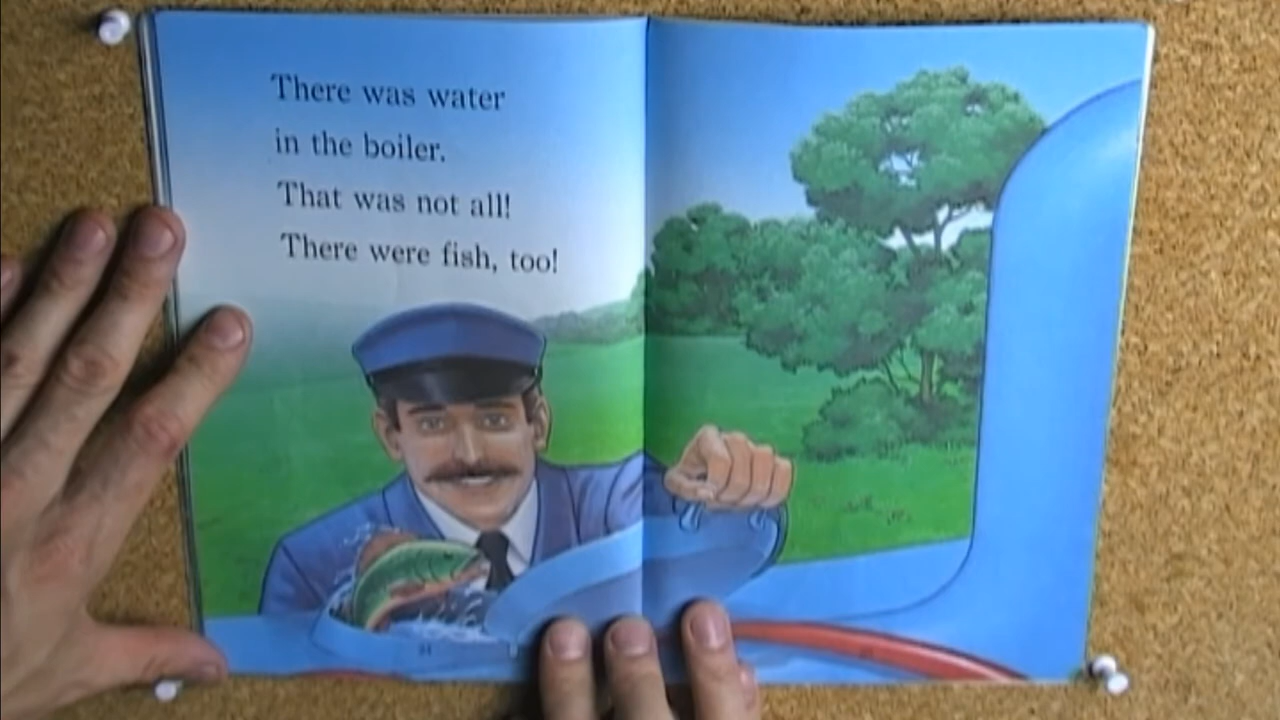 There was water
in the boiler.
That was not all!
There were fish, too!